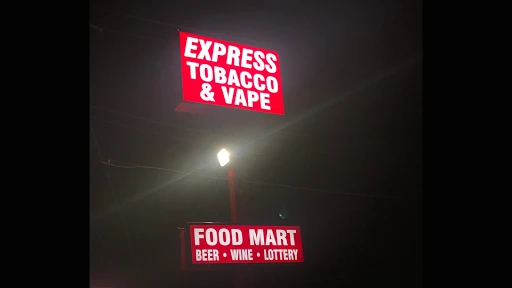 EXPRESS
TOBACCO
& VAPE
FOOD MART
BEER • WINE • LOTTERY